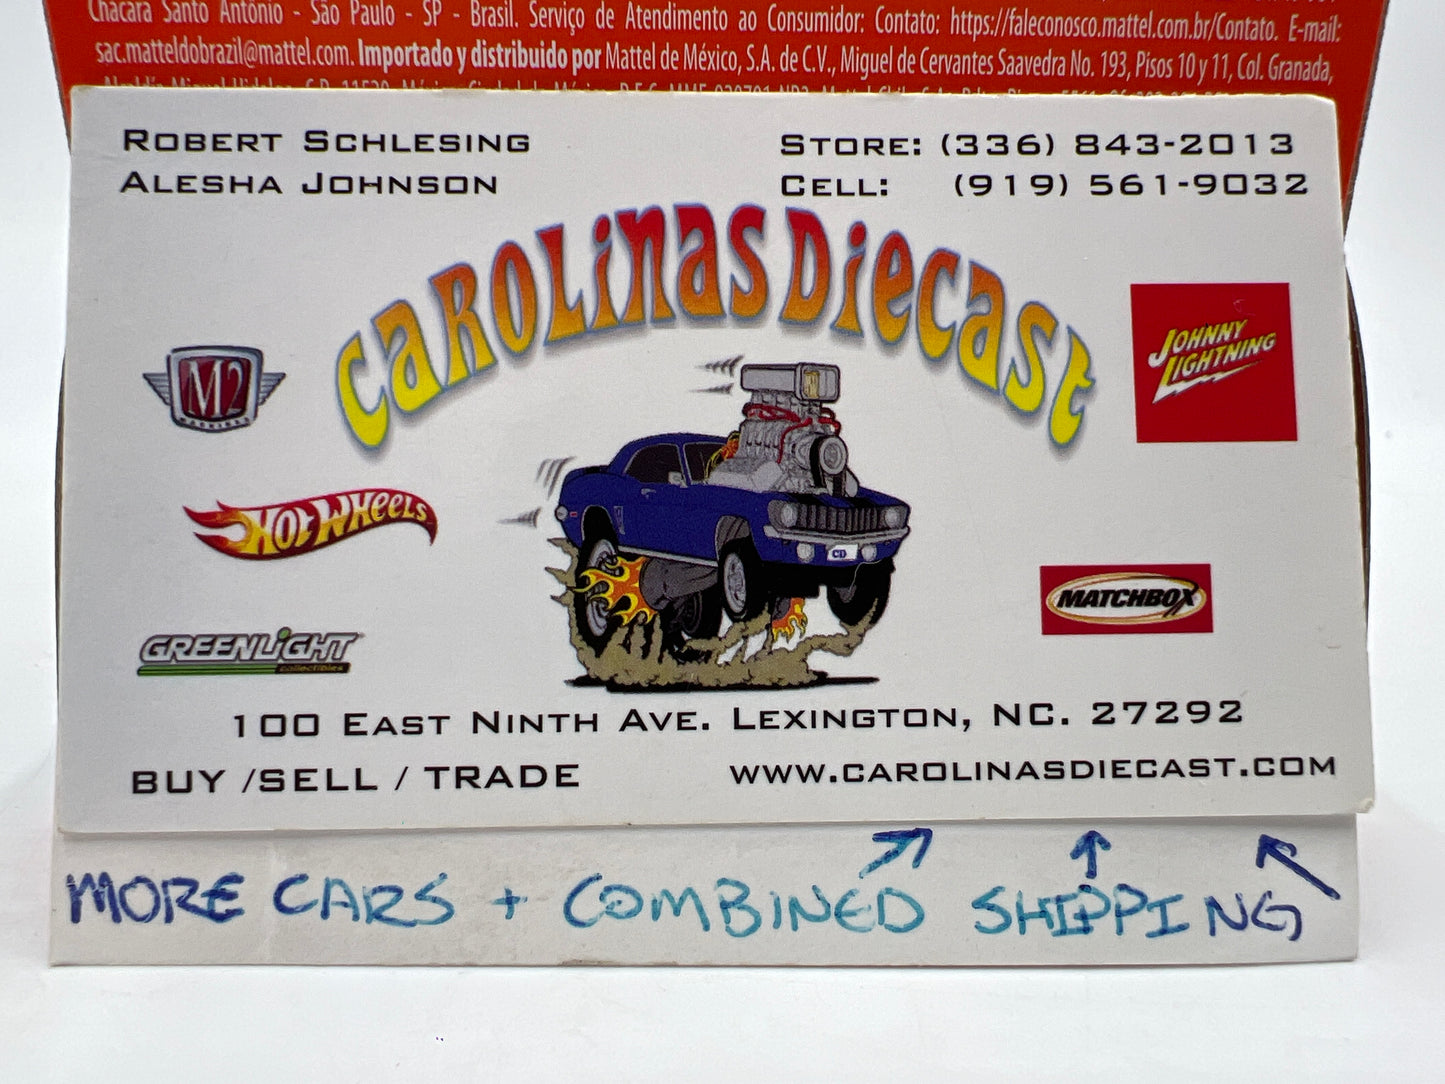 Chácara Santo Antônio - São Paulo - SP - Brasil. Serviço de Atendimento ao Consumidor: Contato: https://faleconosco.mattel.com.br/Contato. E-mail:
sac.matteldobrazil@mattel.com. Importado y distribuido por Mattel de México, S.A. de C.V., Miguel de Cervantes Saavedra No. 193, Pisos 10 y 11, Col. Granada,
ROBERT SCHLESING
ALESHA JOHNSON
STORE: (336) 843-2013
CELL: (919) 561-9032
CAROLINAS DIECAST
M2
MACHINES
JOHNNY
LIGHTNING
HOT WHEELS
CD
MATCHBOX
GREENLIGHT
collectibles
100 EAST NINTH AVE. LEXINGTON, NC. 27292
BUY /SELL / TRADE
WWW.CAROLINASDIECAST.COM
MORE CARS + COMBINED SHIPPING